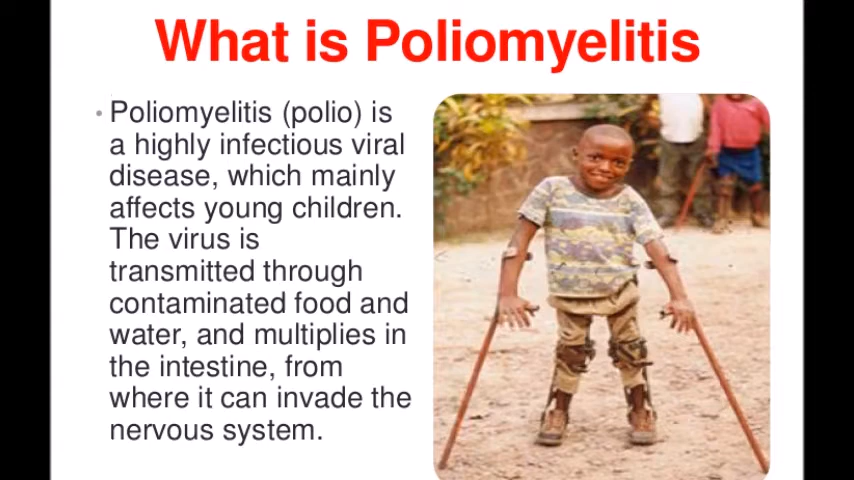 What is Poliomyelitis
• Poliomyelitis (polio) is
a highly infectious viral
disease, which mainly
affects young children.
The virus is
transmitted through
contaminated food and
water, and multiplies in
the intestine, from
where it can invade the
nervous system.